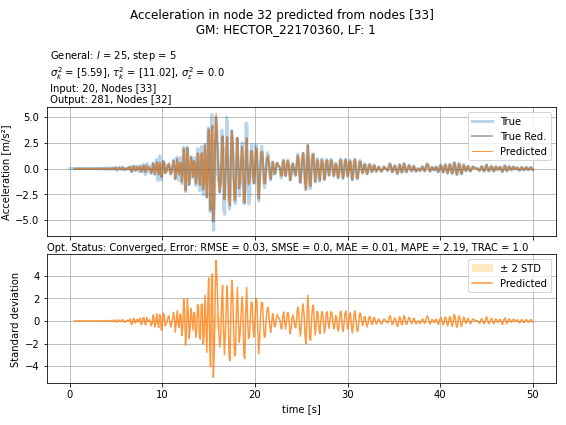 Acceleration in node 32 predicted from nodes [33]
GM: HECTOR_22170360, LF: 1
General: l = 25, step = 5
σ²ₖ = [5.59], τ²ₖ = [11.02], σ²_ε = 0.0
Input: 20, Nodes [33]
Output: 281, Nodes [32]
Acceleration [m/s²]
5.0
2.5
0.0
−2.5
−5.0
True
True Red.
Predicted
Opt. Status: Converged, Error: RMSE = 0.03, SMSE = 0.0, MAE = 0.01, MAPE = 2.19, TRAC = 1.0
Standard deviation
4
2
0
−2
−4
± 2 STD
Predicted
0 10 20 30 40 50
time [s]